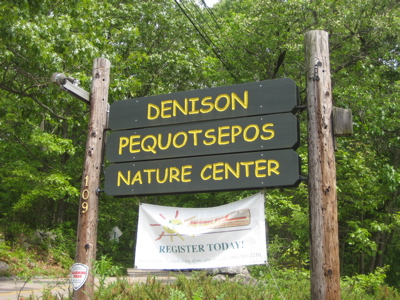 DENISON
PEQUOTSEPOS
NATURE CENTER
109
REGISTER TODAY!